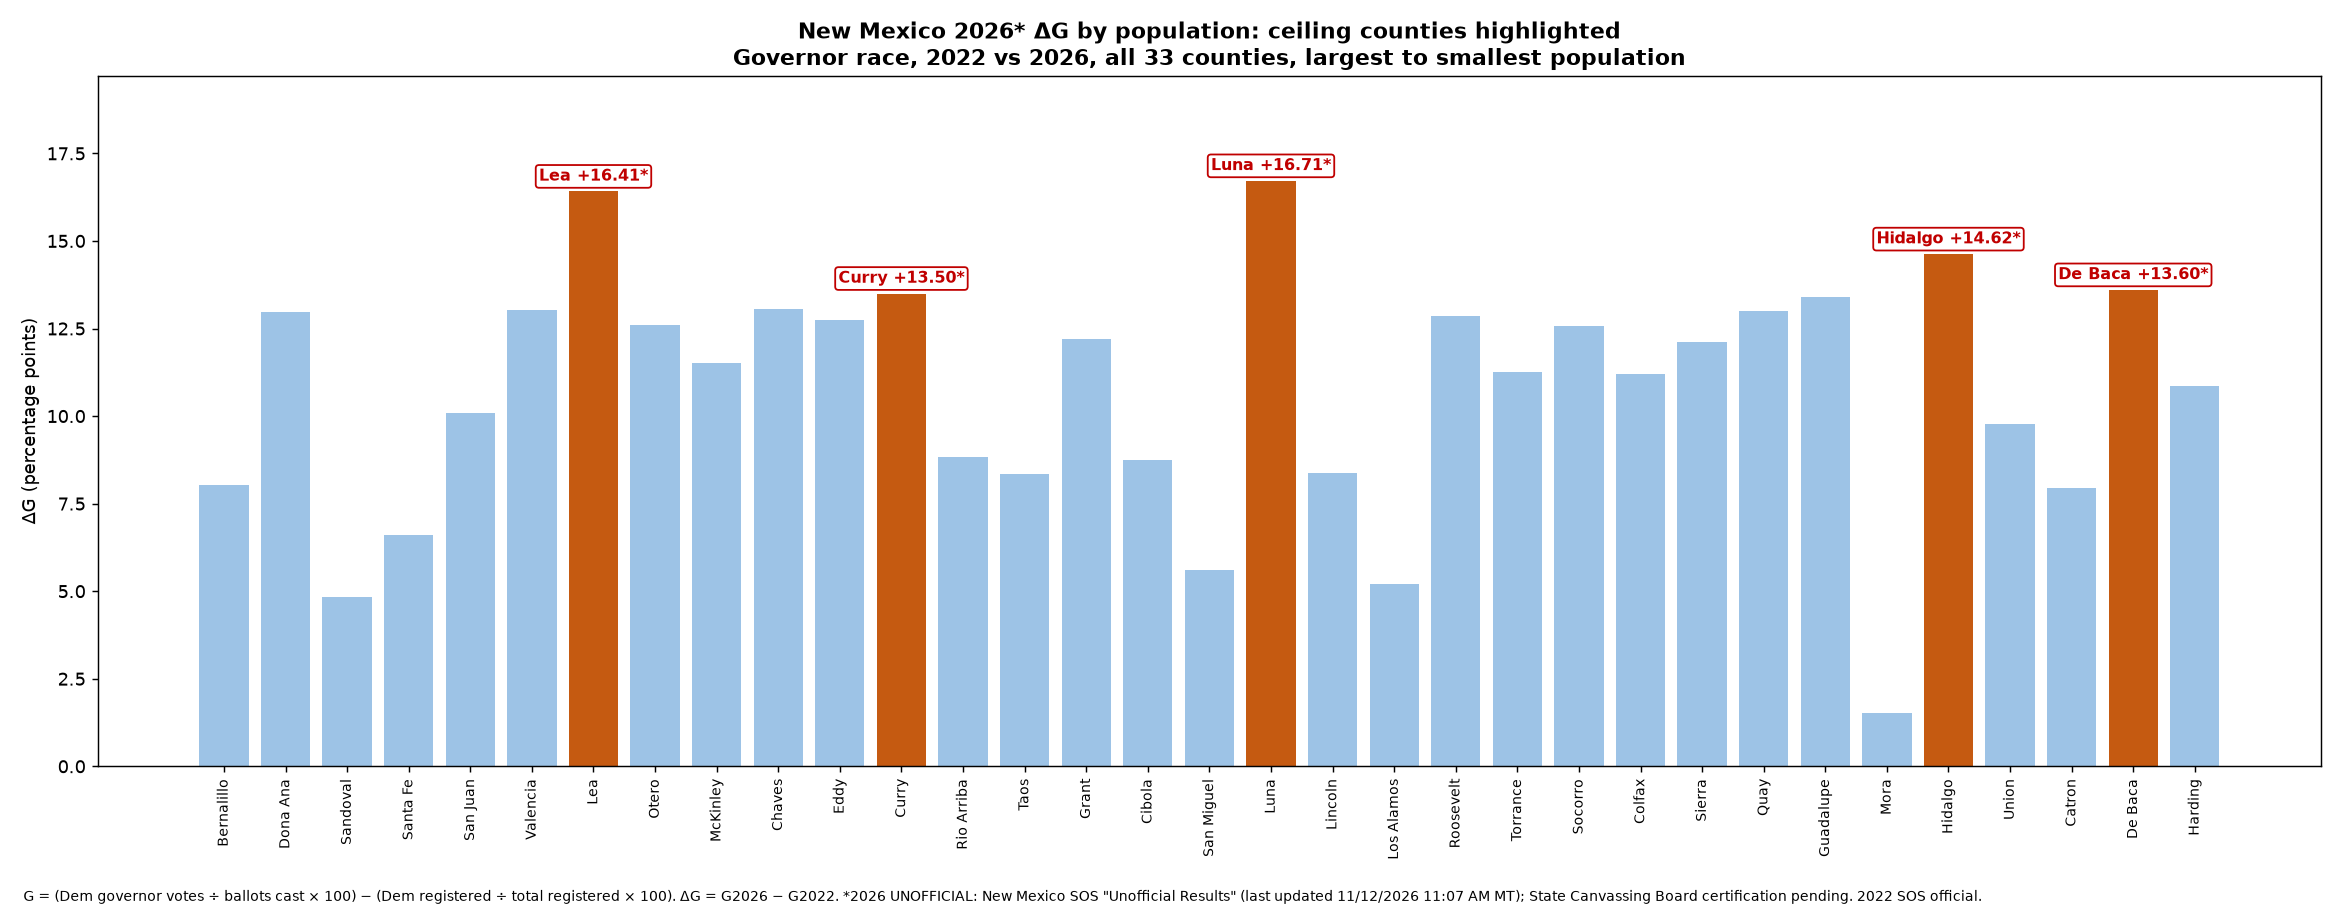 New Mexico 2026* ΔG by population: ceiling counties highlighted
Governor race, 2022 vs 2026, all 33 counties, largest to smallest population
ΔG (percentage points)
17.5
15.0
12.5
10.0
7.5
5.0
2.5
0.0
Lea +16.41*
Curry +13.50*
Luna +16.71*
Hidalgo +14.62*
De Baca +13.60*
Bernalillo
Dona Ana
Sandoval
Santa Fe
San Juan
Valencia
Lea
Otero
McKinley
Chaves
Eddy
Curry
Rio Arriba
Taos
Grant
Cibola
San Miguel
Luna
Lincoln
Los Alamos
Roosevelt
Torrance
Socorro
Colfax
Sierra
Quay
Guadalupe
Mora
Hidalgo
Union
Catron
De Baca
Harding
G = (Dem governor votes ÷ ballots cast × 100) − (Dem registered ÷ total registered × 100). ΔG = G2026 − G2022. *2026 UNOFFICIAL: New Mexico SOS "Unofficial Results" (last updated 11/12/2026 11:07 AM MT); State Canvassing Board certification pending. 2022 SOS official.